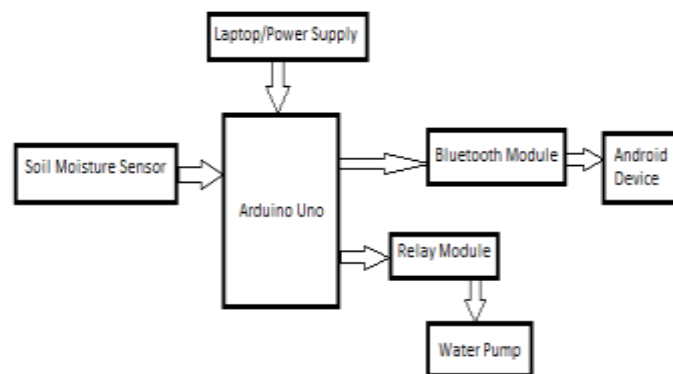 Laptop/Power Supply
Soil Moisture Sensor
Arduino Uno
Bluetooth Module
Android
Device
Relay Module
Water Pump